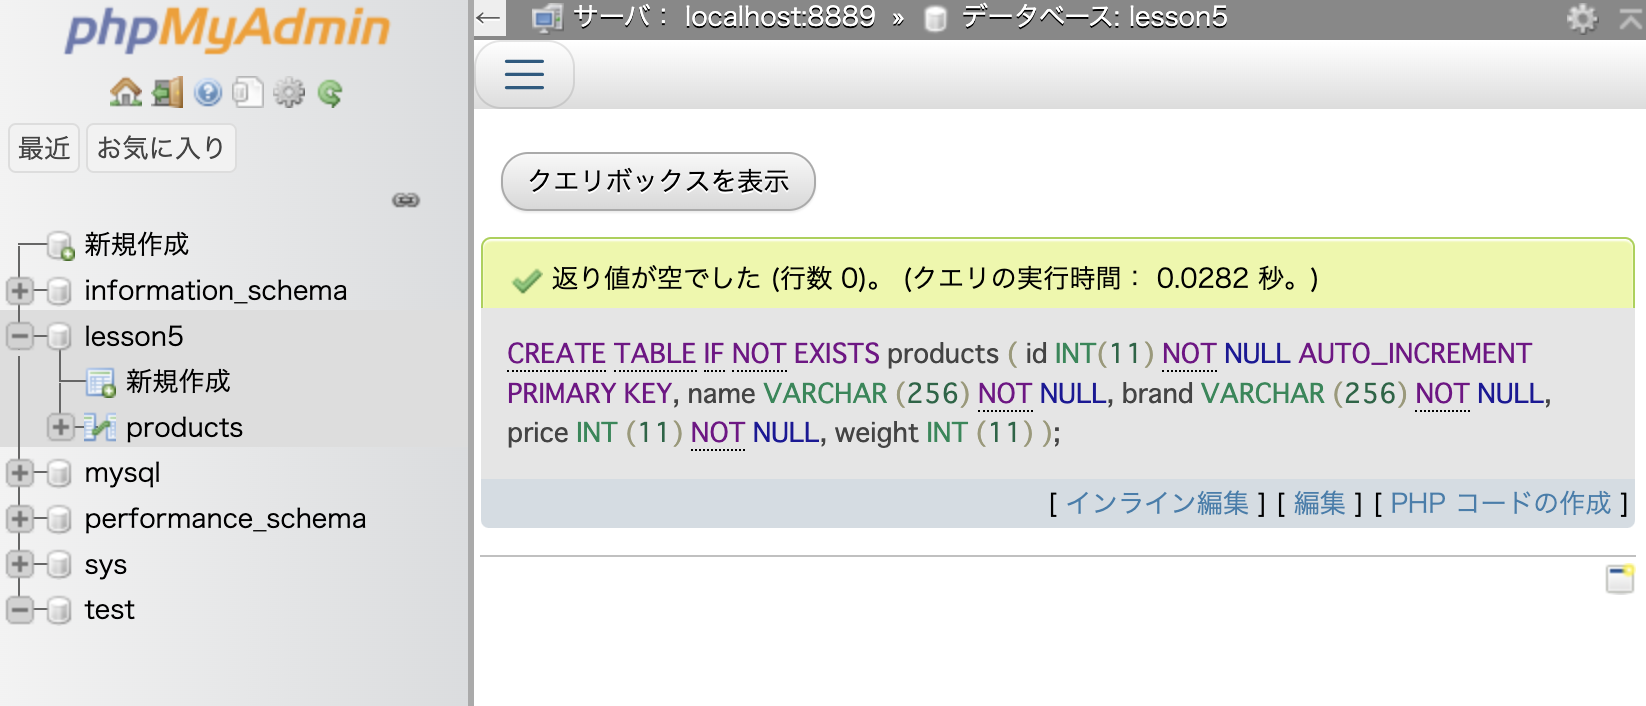 phpMyAdmin
最近 お気に入り
新規作成
information_schema
lesson5
新規作成
products
mysql
performance_schema
sys
test
← サーバ： localhost:8889 » データベース: lesson5
クエリボックスを表示
返り値が空でした (行数 0)。 (クエリの実行時間： 0.0282 秒。)
CREATE TABLE IF NOT EXISTS products ( id INT(11) NOT NULL AUTO_INCREMENT
PRIMARY KEY, name VARCHAR (256) NOT NULL, brand VARCHAR (256) NOT NULL,
price INT (11) NOT NULL, weight INT (11) );
[ インライン編集 ] [ 編集 ] [ PHP コードの作成 ]